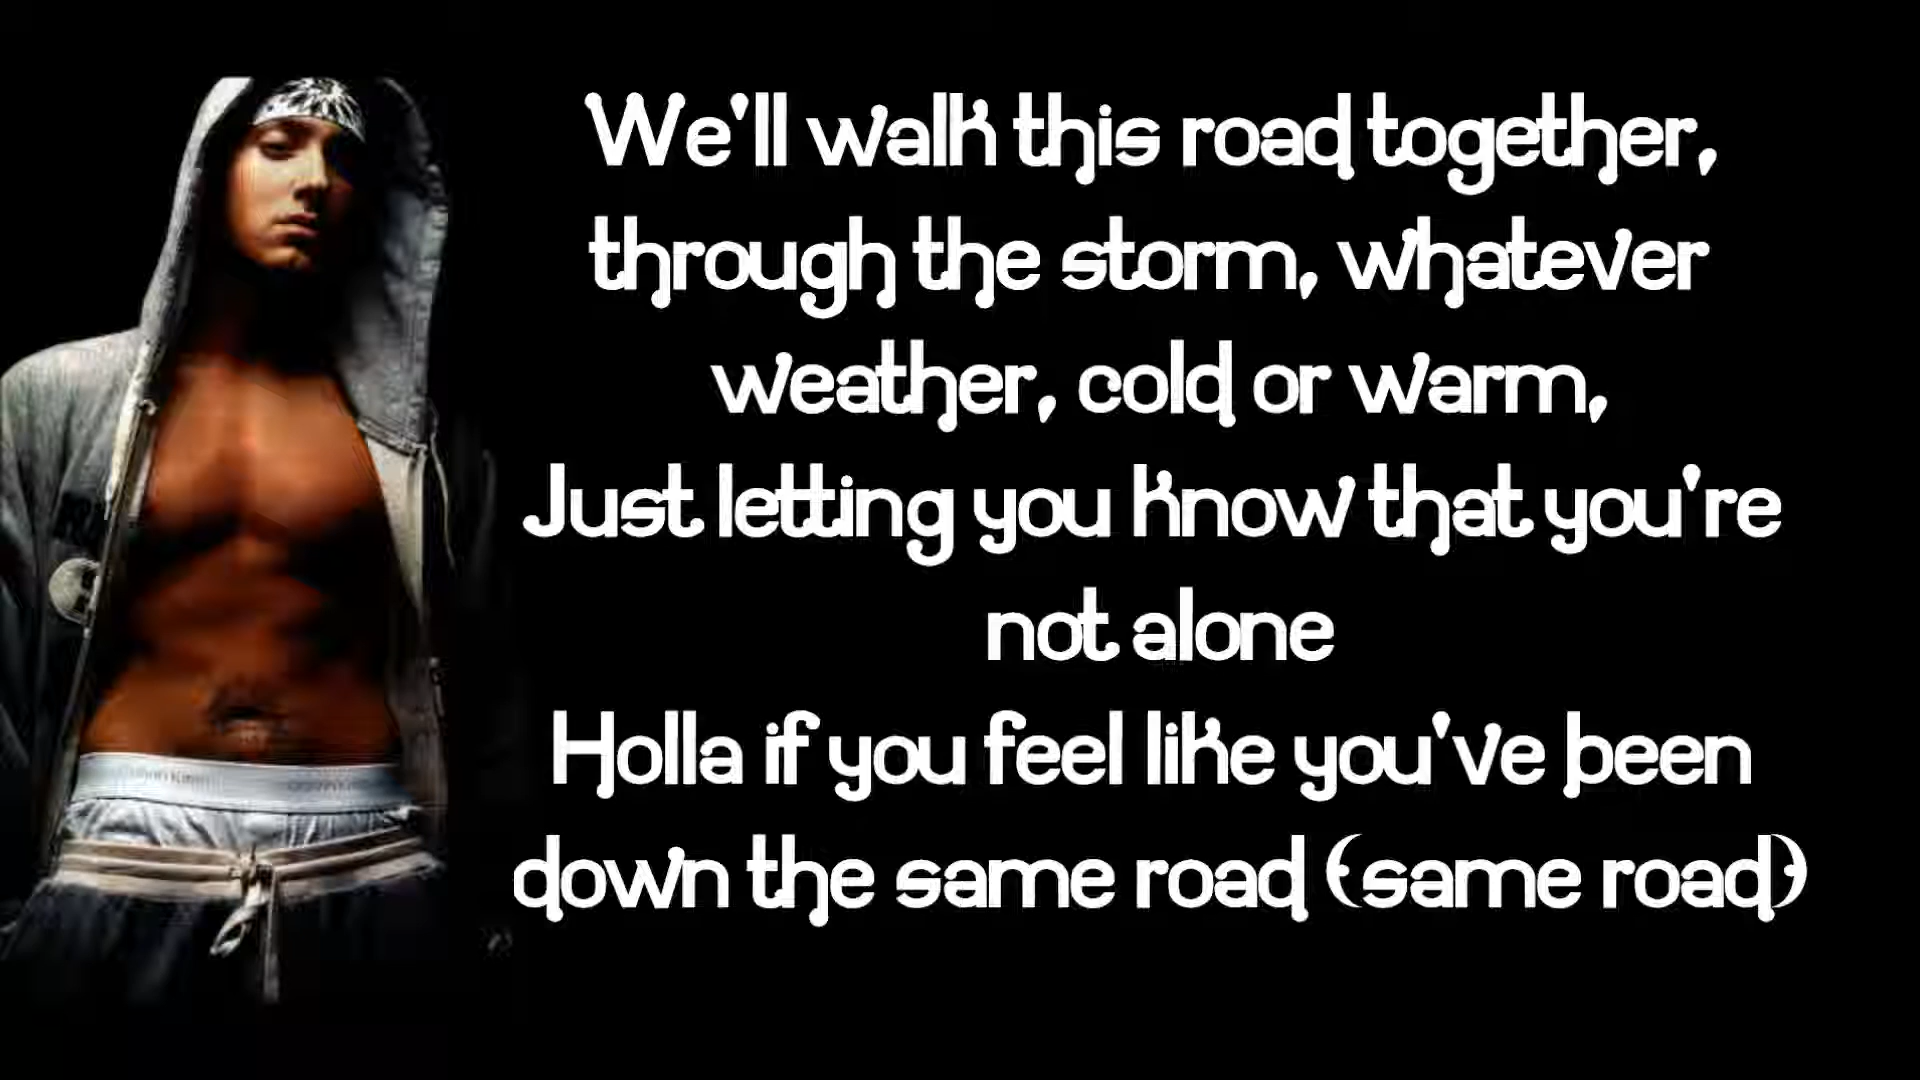 We'll walk this road together,
through the storm, whatever
weather, cold or warm,
Just letting you know that you're
not alone
Holla if you feel like you've been
down the same road (same road)